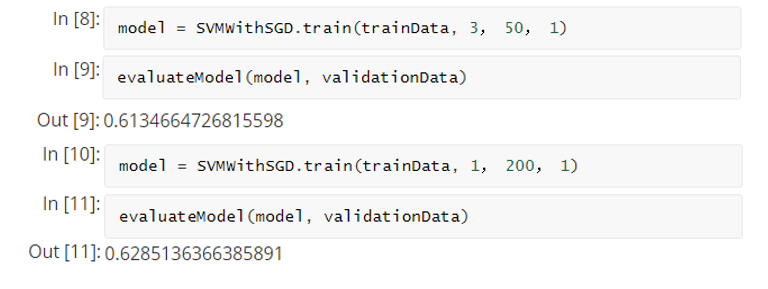 In [8]: model = SVMWithSGD.train(trainData, 3, 50, 1)
In [9]: evaluateModel(model, validationData)
Out [9]: 0.6134664726815598
In [10]: model = SVMWithSGD.train(trainData, 1, 200, 1)
In [11]: evaluateModel(model, validationData)
Out [11]: 0.6285136366385891